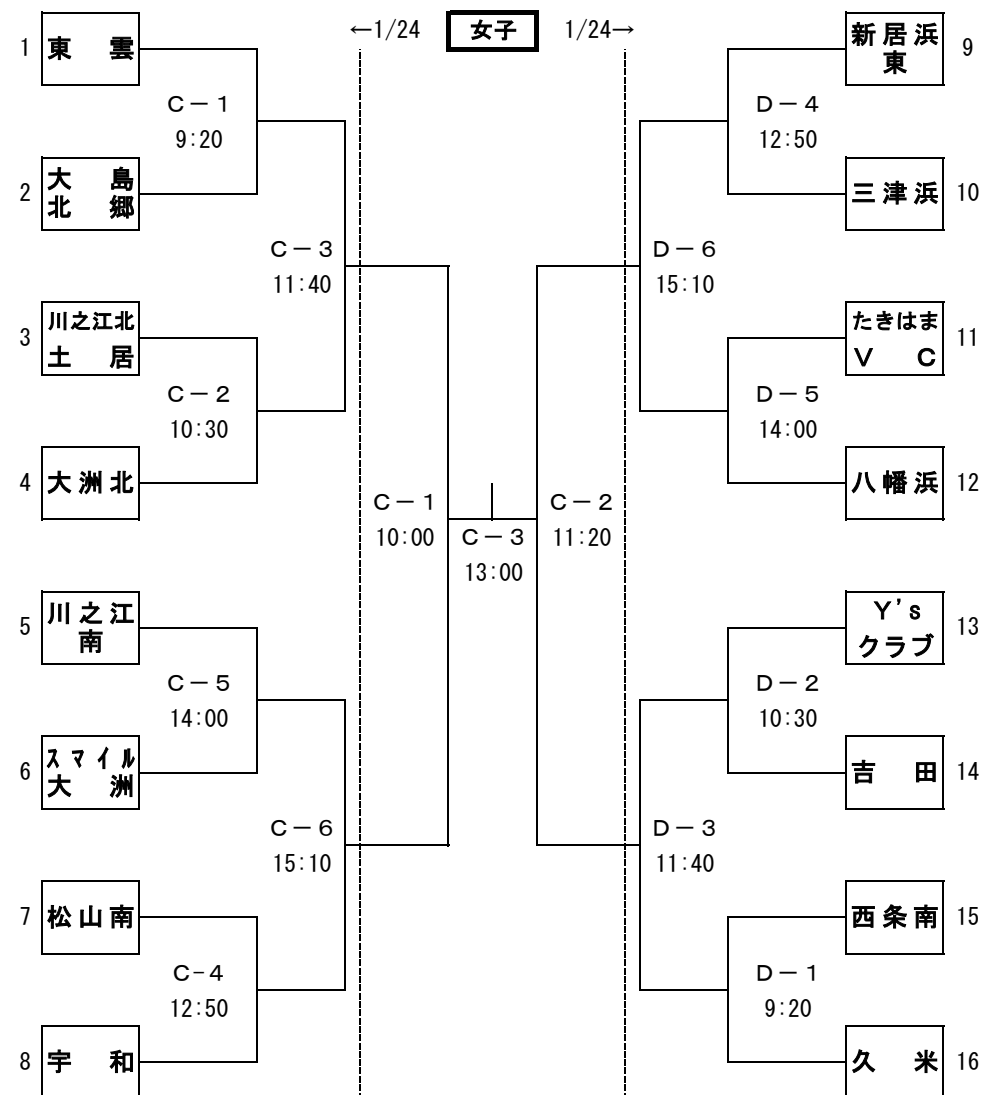 ←1/24 女子 1/24→
1 東 雲
C－1
9:20
2 大 島
北 郷
C－3
11:40
3 川之江北
土 居
C－2
10:30
4 大洲北
C－1
10:00
5 川之江
南
C－5
14:00
6 スマイル
大 洲
C－6
15:10
7 松山南
C-4
12:50
8 宇 和
C－3
13:00
新居浜 9
東
D－4
12:50
三津浜 10
D－6
15:10
たきはま 11
V C
D－5
14:00
八幡浜 12
C－2
11:20
Y's 13
クラブ
D－2
10:30
吉 田 14
D－3
11:40
西条南 15
D－1
9:20
久 米 16